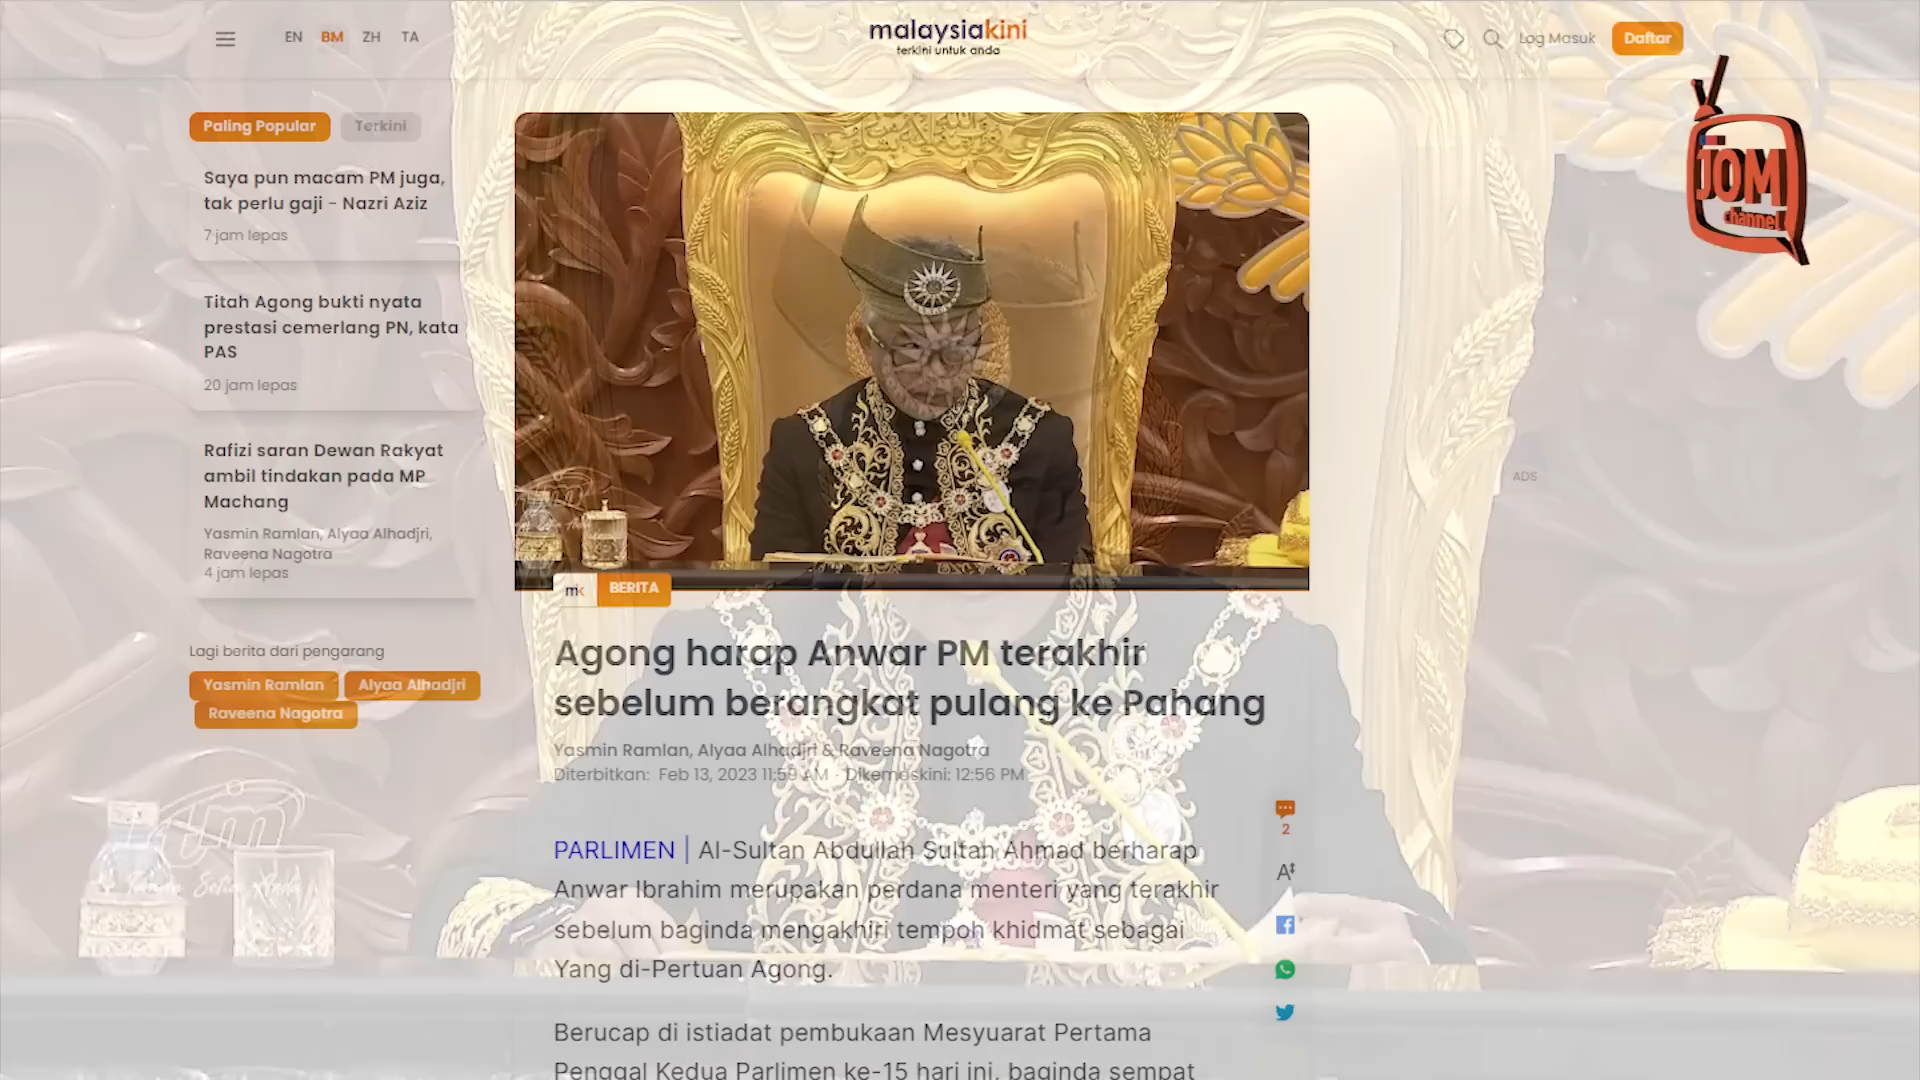 EN BM ZH TA
malaysiakini
terkini untuk anda
Log Masuk
Daftar
JOM
channel
Paling Popular
Terkini
Saya pun macam PM juga,
tak perlu gaji - Nazri Aziz
7 jam lepas
Titah Agong bukti nyata
prestasi cemerlang PN, kata
PAS
20 jam lepas
Rafizi saran Dewan Rakyat
ambil tindakan pada MP
Machang
Yasmin Ramlan, Alyaa Alhadjri,
Raveena Nagotra
4 jam lepas
Lagi berita dari pengarang
Yasmin Ramlan
Alyaa Alhadjri
Raveena Nagotra
ADS
mk
BERITA
Agong harap Anwar PM terakhir
sebelum berangkat pulang ke Pahang
Yasmin Ramlan, Alyaa Alhadjri & Raveena Nagotra
Diterbitkan: Feb 13, 2023 11:59 AM · Dikemaskini: 12:56 PM
2
PARLIMEN | Al-Sultan Abdullah Sultan Ahmad berharap
Anwar Ibrahim merupakan perdana menteri yang terakhir
sebelum baginda mengakhiri tempoh khidmat sebagai
Yang di-Pertuan Agong.
Berucap di istiadat pembukaan Mesyuarat Pertama
Penggal Kedua Parlimen ke-15 hari ini, baginda sempat